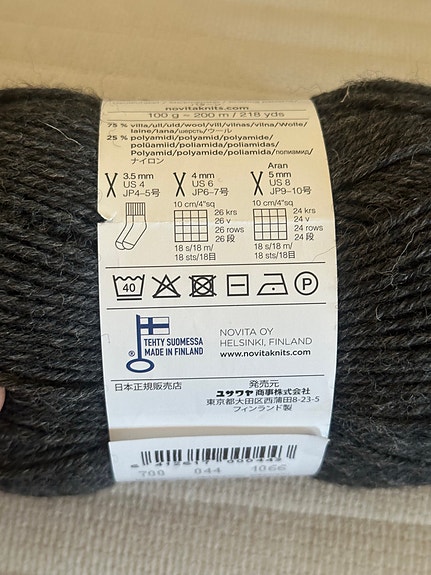 novitaknits.com
100 g = 200 m / 218 yds
75 % villa/ull/uld/wool/vill/vilnas/vilna/Wolle/
laine/lana/шерсть/ウール
25 % polyamidi/polyamid/polyamide/
polüamiid/poliamīds/poliamidas/
Polyamid/polyamide/poliamida/полиамид/
ナイロン
3.5 mm
US 4
JP4-5号
4 mm
US 6
JP6-7号
Aran
5 mm
US 8
JP9-10号
10 cm/4"sq
26 krs
26 v
26 rows
26 段
18 s/18 m/
18 sts/18目
10 cm/4"sq
24 krs
24 v
24 rows
24 段
18 s/18 m/
18 sts/18目
40
P
TEHTY SUOMESSA
MADE IN FINLAND
NOVITA OY
HELSINKI, FINLAND
www.novitaknits.com
日本正規販売店
発売元
ユザワヤ商事株式会社
東京都大田区西蒲田8-23-5
フィンランド製
700 044 1066